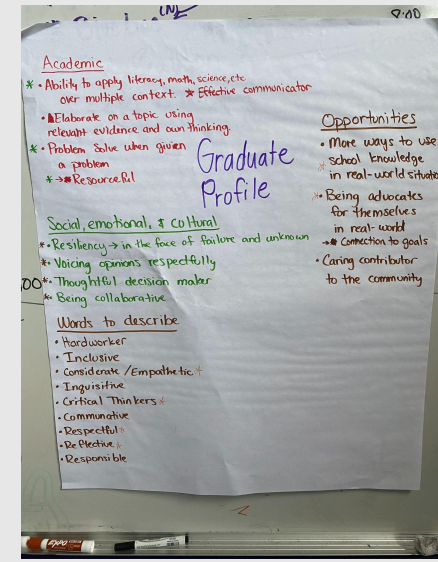 8:00
Academic
* • Ability to apply literacy, math, science, etc
over multiple context. * Effective communicator
• Elaborate on a topic using
relevant evidence and own thinking.
* • Problem Solve when given
a problem
* → Resourceful
Graduate
Profile
Opportunities
• More ways to use
* school knowledge
in real-world situatio
* • Being advocates
for themselves
in real-world
→ * Connection to goals
• Caring contributor
to the community
Social, emotional, & cultural
* • Resiliency → in the face of failure and unknown
* • Voicing opinions respectfully
* • Thoughtful decision maker
* • Being collaborative
00
Words to describe
• Hardworker
• Inclusive
• Considerate / Empathetic *
• Inquisitive
• Critical Thinkers *
• Communative
• Respectful *
• Reflective *
• Responsible
EXPO